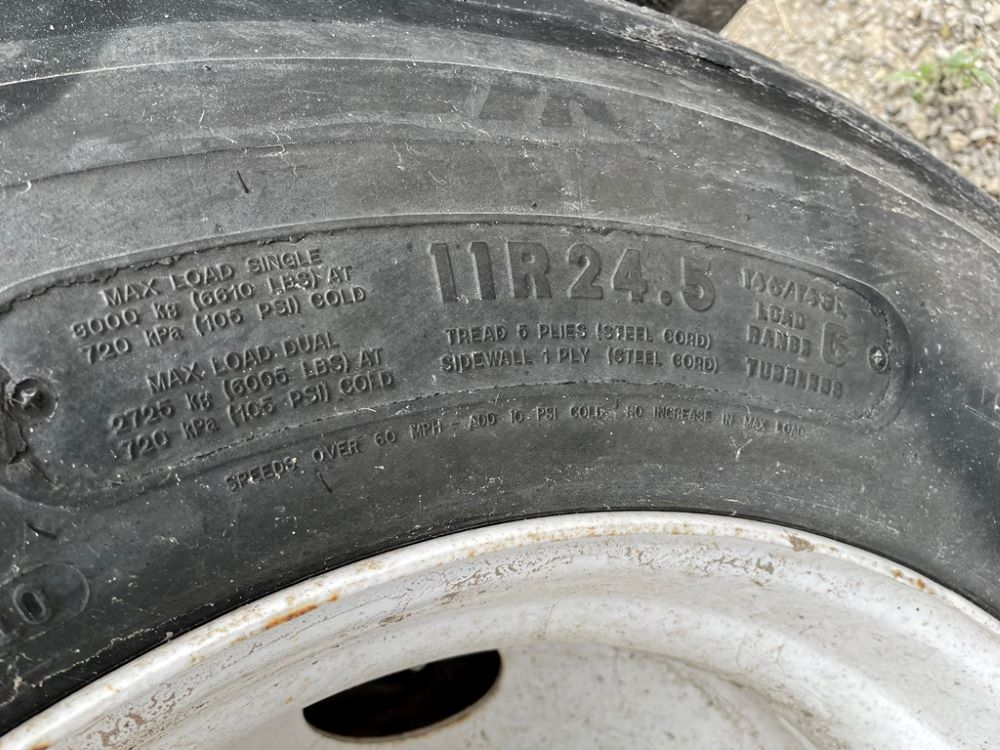 MAX LOAD SINGLE
3000 kg (6610 LBS) AT
720 kPa (105 PSI) COLD
MAX LOAD DUAL
2725 kg (6005 LBS) AT
720 kPa (105 PSI) COLD
11R24.5
TREAD 5 PLIES (STEEL CORD)
SIDEWALL 1 PLY (STEEL CORD)
LOAD
RANGE G
TUBELESS
SPEEDS OVER 60 MPH - ADD 10 PSI COLD NO INCREASE IN MAX LOAD